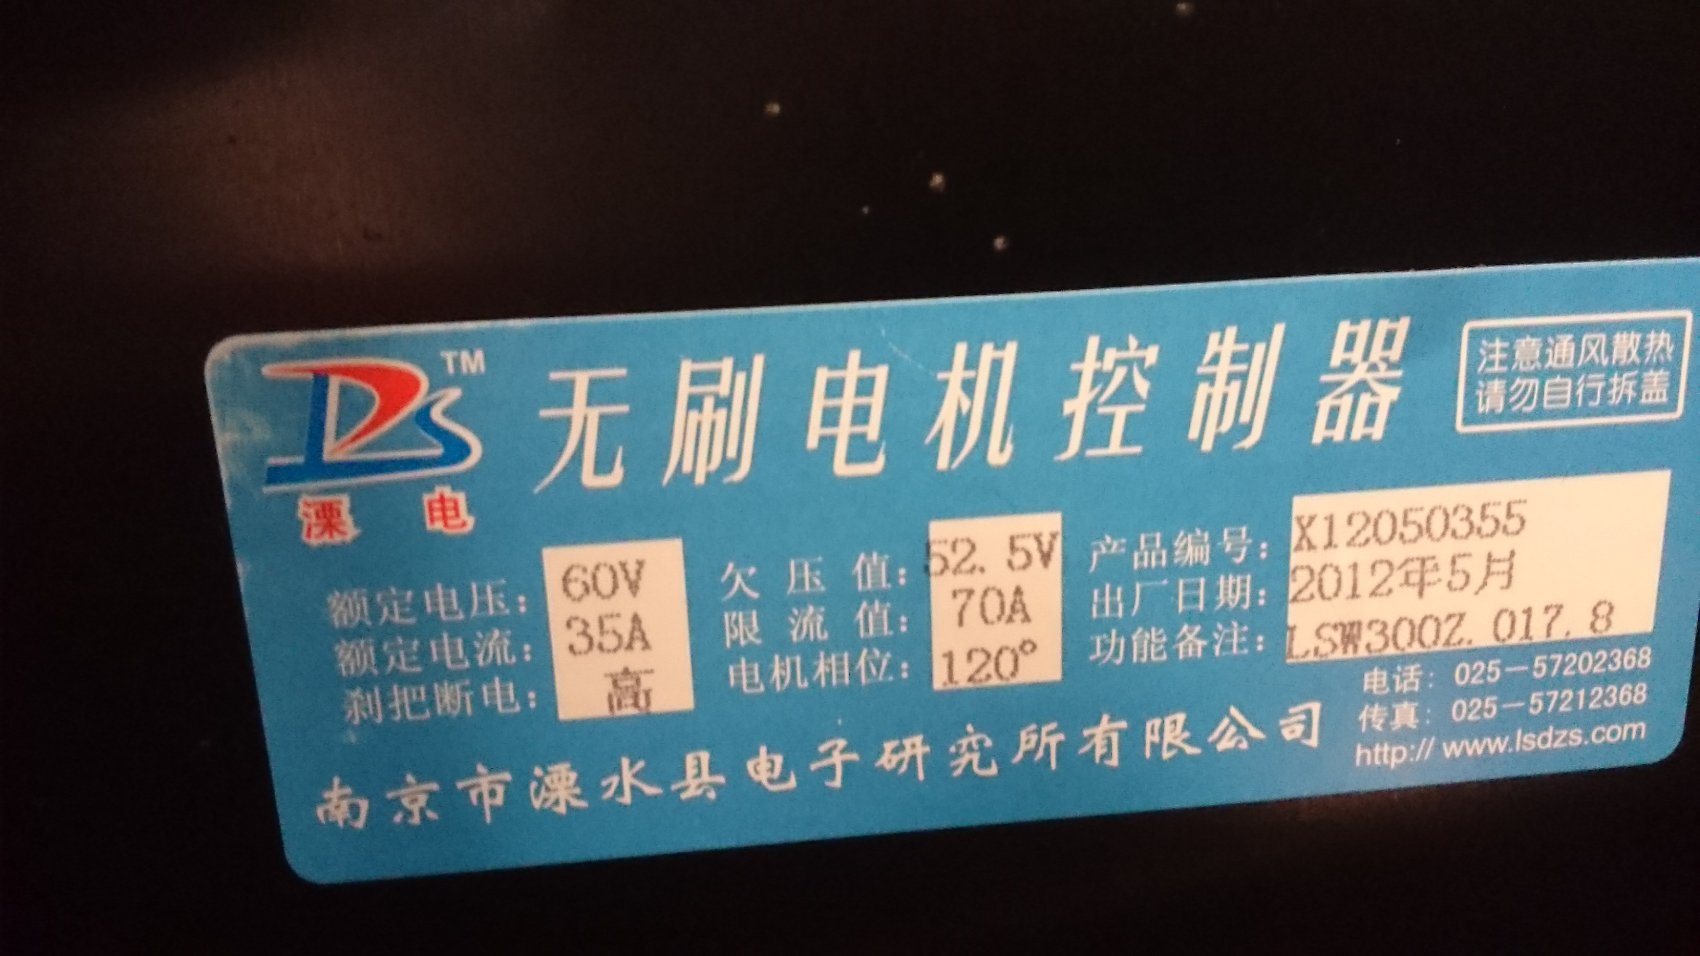 TM
溧电
无刷电机控制器
注意通风散热
请勿自行拆盖
额定电压: 60V
额定电流: 35A
刹把断电: 高
欠压值: 52.5V
限流值: 70A
电机相位: 120°
产品编号: X12050355
出厂日期: 2012年5月
功能备注: LSW300Z.017.8
电话: 025-57202368
传真: 025-57212368
http://www.lsdzs.com
南京市溧水县电子研究所有限公司